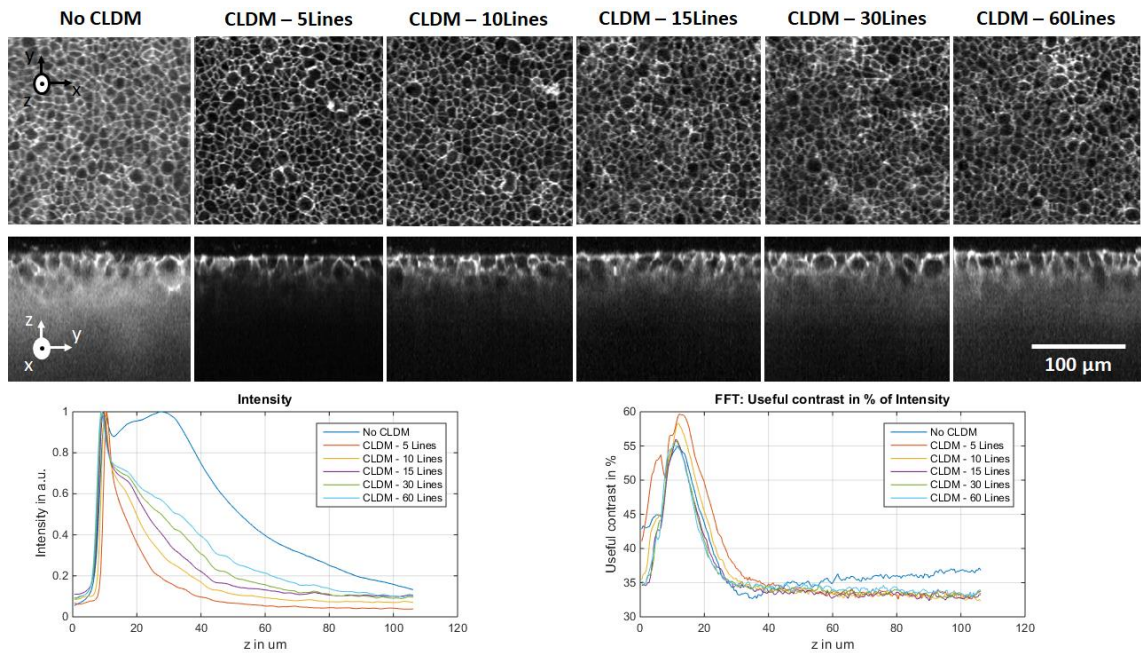 No CLDM
CLDM – 5Lines
CLDM – 10Lines
CLDM – 15Lines
CLDM – 30Lines
CLDM – 60Lines
y
x
z
z
y
x
100 μm
Intensity
Intensity in a.u.
1
0.8
0.6
0.4
0.2
0
0
20
40
60
80
100
120
z in um
No CLDM
CLDM - 5 Lines
CLDM - 10 Lines
CLDM - 15 Lines
CLDM - 30 Lines
CLDM - 60 Lines
FFT: Useful contrast in % of Intensity
Useful contrast in %
60
55
50
45
40
35
30
0
20
40
60
80
100
120
z in um
No CLDM
CLDM - 5 Lines
CLDM - 10 Lines
CLDM - 15 Lines
CLDM - 30 Lines
CLDM - 60 Lines